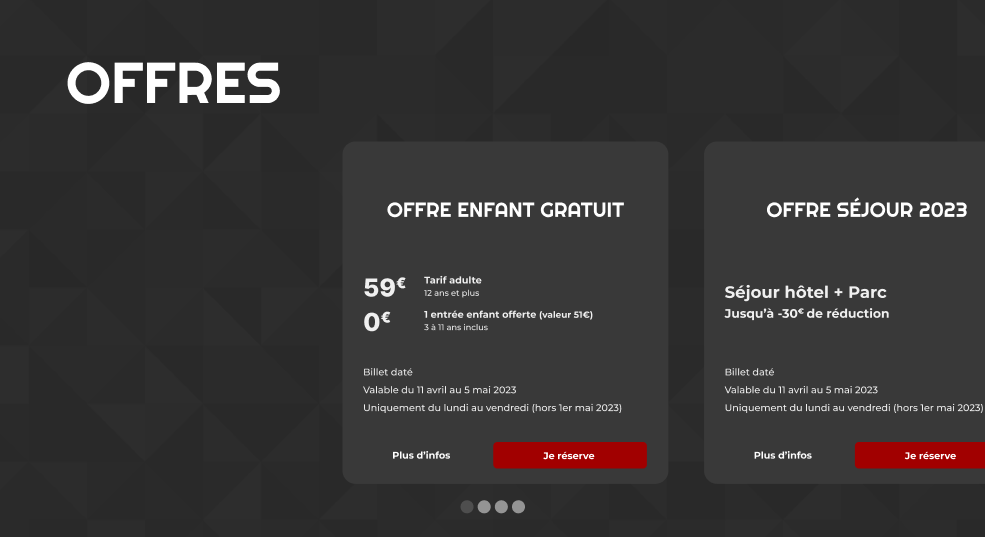 OFFRES
OFFRE ENFANT GRATUIT
59€ Tarif adulte
12 ans et plus
0€ 1 entrée enfant offerte (valeur 51€)
3 à 11 ans inclus
Billet daté
Valable du 11 avril au 5 mai 2023
Uniquement du lundi au vendredi (hors 1er mai 2023)
Plus d'infos Je réserve
OFFRE SÉJOUR 2023
Séjour hôtel + Parc
Jusqu'à -30€ de réduction
Billet daté
Valable du 11 avril au 5 mai 2023
Uniquement du lundi au vendredi (hors 1er mai 2023)
Plus d'infos Je réserve